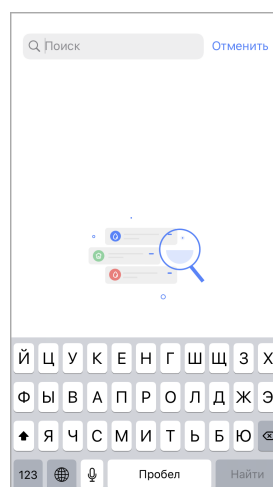 Поиск Отменить
Й Ц У К Е Н Г Ш Щ З Х
Ф Ы В А П Р О Л Д Ж Э
Я Ч С М И Т Ь Б Ю
123 Пробел Найти